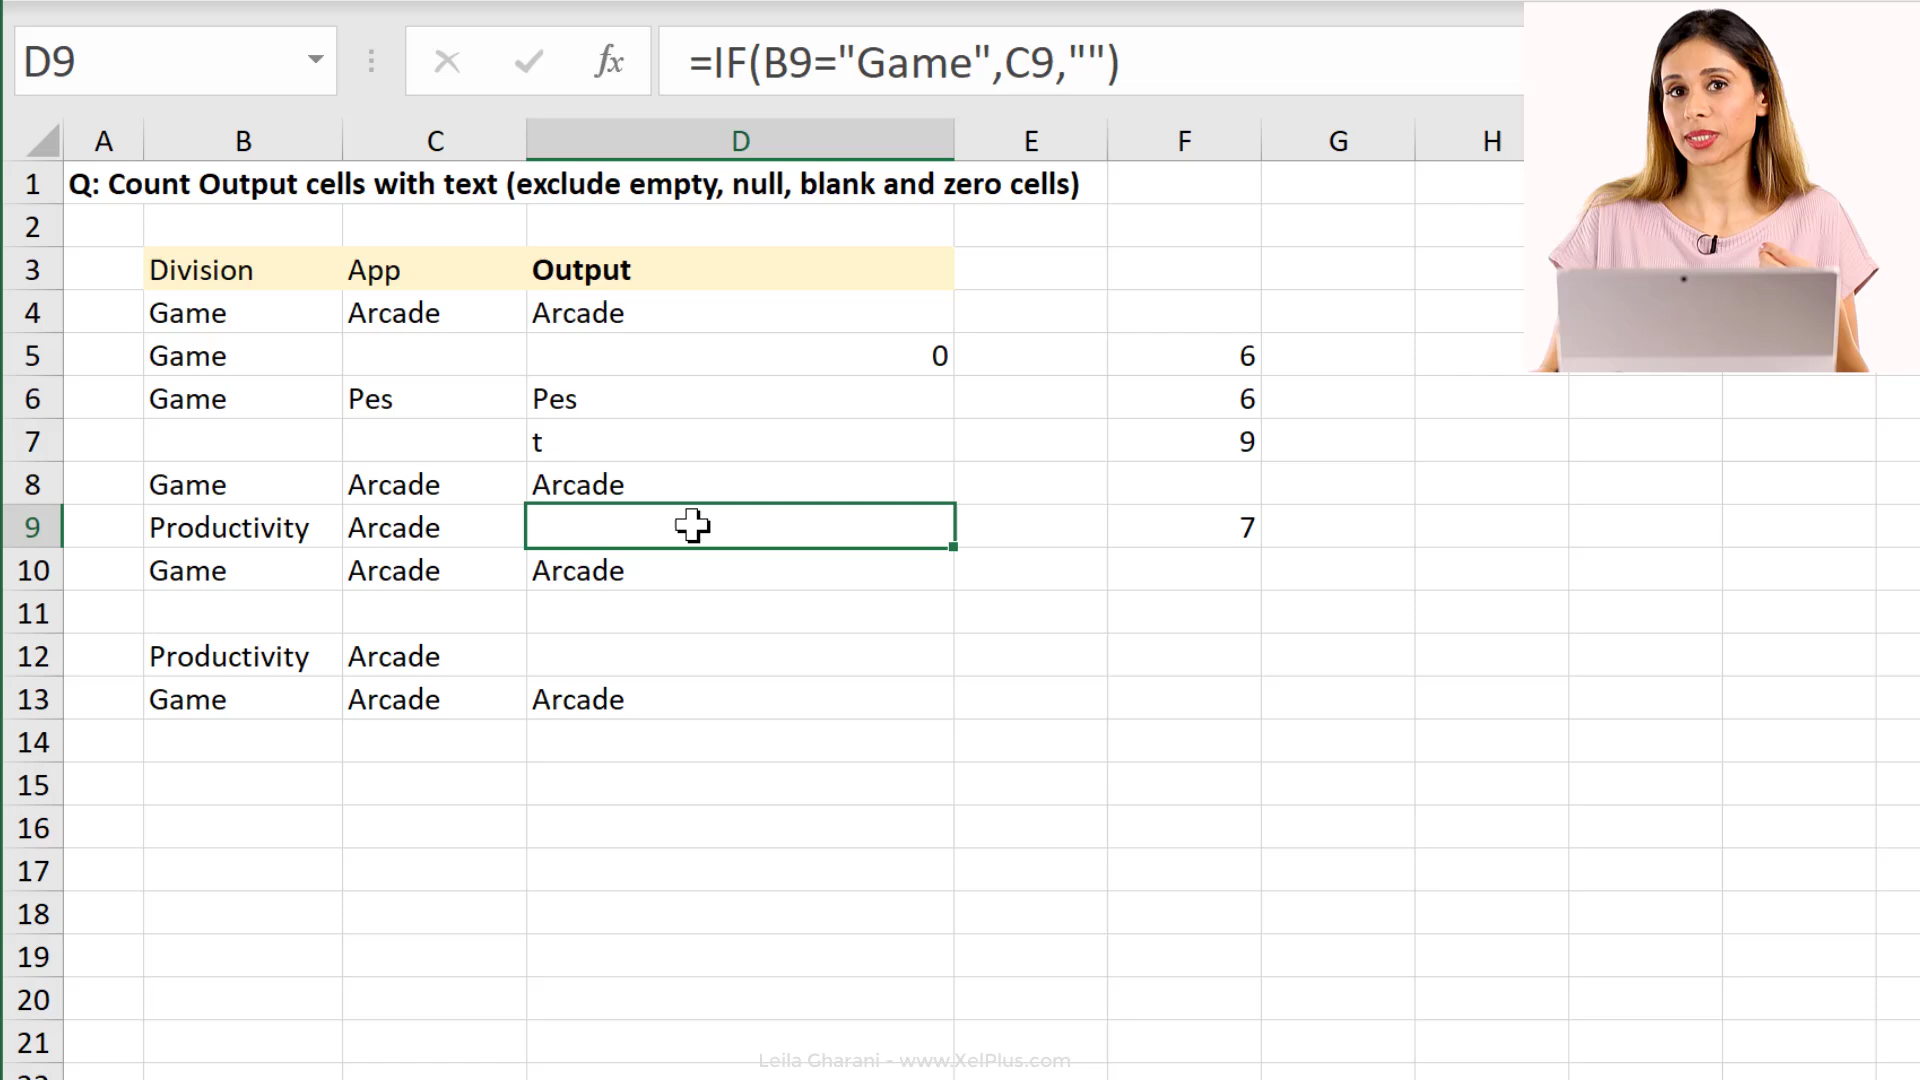 D9 fx =IF(B9="Game",C9,"")
A B C D E F G H
1 Q: Count Output cells with text (exclude empty, null, blank and zero cells)
2
3 Division App Output
4 Game Arcade Arcade
5 Game 0 6
6 Game Pes Pes 6
7 t 9
8 Game Arcade Arcade
9 Productivity Arcade 7
10 Game Arcade Arcade
11
12 Productivity Arcade
13 Game Arcade Arcade
14
15
16
17
18
19
20
21
Leila Gharani - www.XelPlus.com